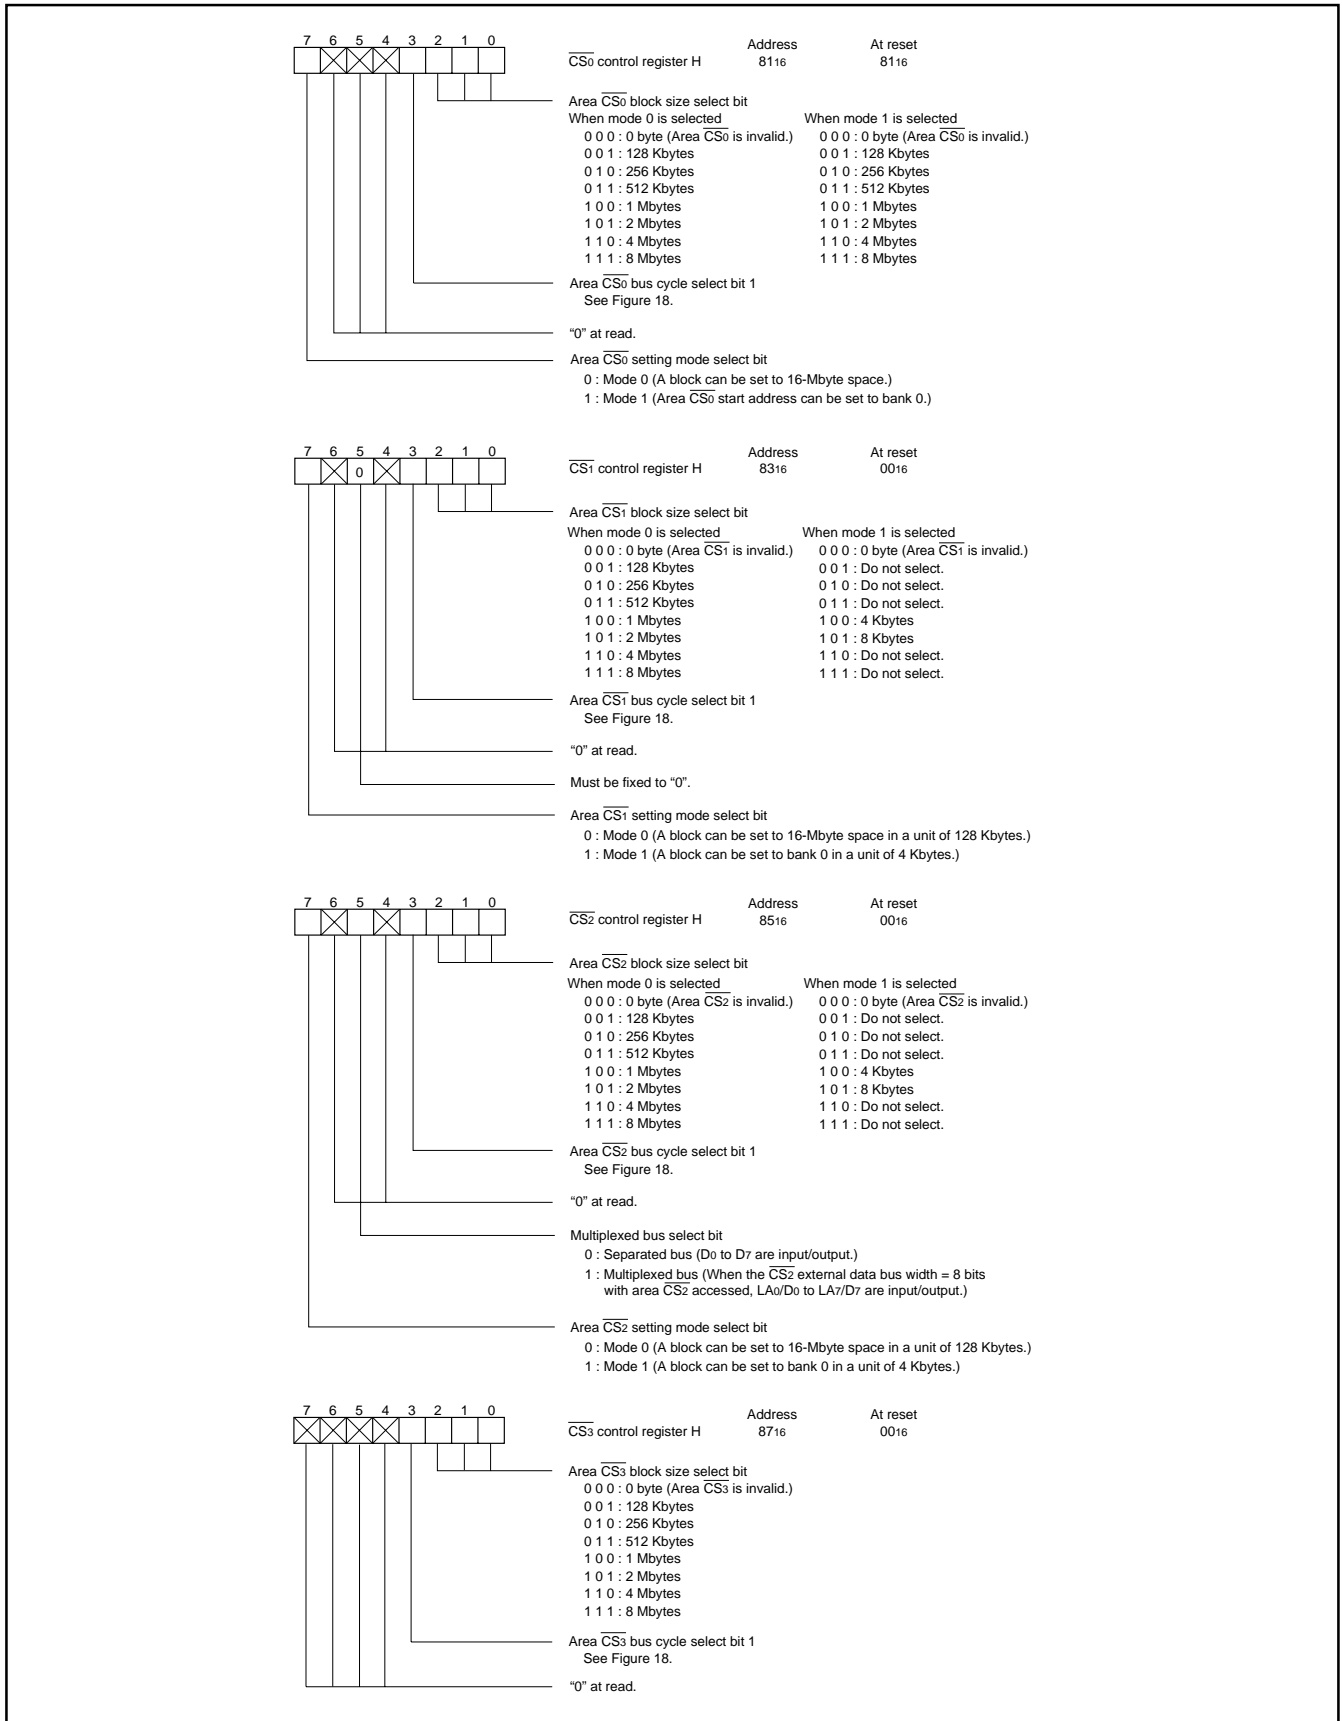 7 6 5 4 3 2 1 0
Address At reset
CS0 control register H 8116 8116
Area CS0 block size select bit
When mode 0 is selected When mode 1 is selected
0 0 0 : 0 byte (Area CS0 is invalid.) 0 0 0 : 0 byte (Area CS0 is invalid.)
0 0 1 : 128 Kbytes 0 0 1 : 128 Kbytes
0 1 0 : 256 Kbytes 0 1 0 : 256 Kbytes
0 1 1 : 512 Kbytes 0 1 1 : 512 Kbytes
1 0 0 : 1 Mbytes 1 0 0 : 1 Mbytes
1 0 1 : 2 Mbytes 1 0 1 : 2 Mbytes
1 1 0 : 4 Mbytes 1 1 0 : 4 Mbytes
1 1 1 : 8 Mbytes 1 1 1 : 8 Mbytes
Area CS0 bus cycle select bit 1
See Figure 18.
“0” at read.
Area CS0 setting mode select bit
0 : Mode 0 (A block can be set to 16-Mbyte space.)
1 : Mode 1 (Area CS0 start address can be set to bank 0.)
7 6 5 4 3 2 1 0
Address At reset
0 CS1 control register H 8316 0016
Area CS1 block size select bit
When mode 0 is selected When mode 1 is selected
0 0 0 : 0 byte (Area CS1 is invalid.) 0 0 0 : 0 byte (Area CS1 is invalid.)
0 0 1 : 128 Kbytes 0 0 1 : Do not select.
0 1 0 : 256 Kbytes 0 1 0 : Do not select.
0 1 1 : 512 Kbytes 0 1 1 : Do not select.
1 0 0 : 1 Mbytes 1 0 0 : 4 Kbytes
1 0 1 : 2 Mbytes 1 0 1 : 8 Kbytes
1 1 0 : 4 Mbytes 1 1 0 : Do not select.
1 1 1 : 8 Mbytes 1 1 1 : Do not select.
Area CS1 bus cycle select bit 1
See Figure 18.
“0” at read.
Must be fixed to “0”.
Area CS1 setting mode select bit
0 : Mode 0 (A block can be set to 16-Mbyte space in a unit of 128 Kbytes.)
1 : Mode 1 (A block can be set to bank 0 in a unit of 4 Kbytes.)
7 6 5 4 3 2 1 0
Address At reset
CS2 control register H 8516 0016
Area CS2 block size select bit
When mode 0 is selected When mode 1 is selected
0 0 0 : 0 byte (Area CS2 is invalid.) 0 0 0 : 0 byte (Area CS2 is invalid.)
0 0 1 : 128 Kbytes 0 0 1 : Do not select.
0 1 0 : 256 Kbytes 0 1 0 : Do not select.
0 1 1 : 512 Kbytes 0 1 1 : Do not select.
1 0 0 : 1 Mbytes 1 0 0 : 4 Kbytes
1 0 1 : 2 Mbytes 1 0 1 : 8 Kbytes
1 1 0 : 4 Mbytes 1 1 0 : Do not select.
1 1 1 : 8 Mbytes 1 1 1 : Do not select.
Area CS2 bus cycle select bit 1
See Figure 18.
“0” at read.
Multiplexed bus select bit
0 : Separated bus (D0 to D7 are input/output.)
1 : Multiplexed bus (When the CS2 external data bus width = 8 bits
with area CS2 accessed, LA0/D0 to LA7/D7 are input/output.)
Area CS2 setting mode select bit
0 : Mode 0 (A block can be set to 16-Mbyte space in a unit of 128 Kbytes.)
1 : Mode 1 (A block can be set to bank 0 in a unit of 4 Kbytes.)
7 6 5 4 3 2 1 0
Address At reset
CS3 control register H 8716 0016
Area CS3 block size select bit
0 0 0 : 0 byte (Area CS3 is invalid.)
0 0 1 : 128 Kbytes
0 1 0 : 256 Kbytes
0 1 1 : 512 Kbytes
1 0 0 : 1 Mbytes
1 0 1 : 2 Mbytes
1 1 0 : 4 Mbytes
1 1 1 : 8 Mbytes
Area CS3 bus cycle select bit 1
See Figure 18.
“0” at read.